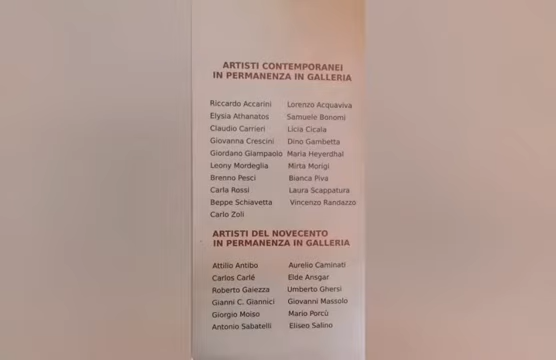 ARTISTI CONTEMPORANEI
IN PERMANENZA IN GALLERIA
Riccardo Accarini Lorenzo Acquaviva
Elysia Athanatos Samuele Bonomi
Claudio Carrieri Licia Cicala
Giovanna Crescini Dino Gambetta
Giordano Giampaolo Maria Heyerdhal
Leony Mordeglia Mirta Morigi
Brenno Pesci Bianca Piva
Carla Rossi Laura Scappatura
Beppe Schiavetta Vincenzo Randazzo
Carlo Zoli
ARTISTI DEL NOVECENTO
IN PERMANENZA IN GALLERIA
Attilio Antibo Aurelio Caminati
Carlos Carlé Elde Ansgar
Roberto Gaiezza Umberto Ghersi
Gianni C. Giannici Giovanni Massolo
Giorgio Moiso Mario Porcù
Antonio Sabatelli Eliseo Salino